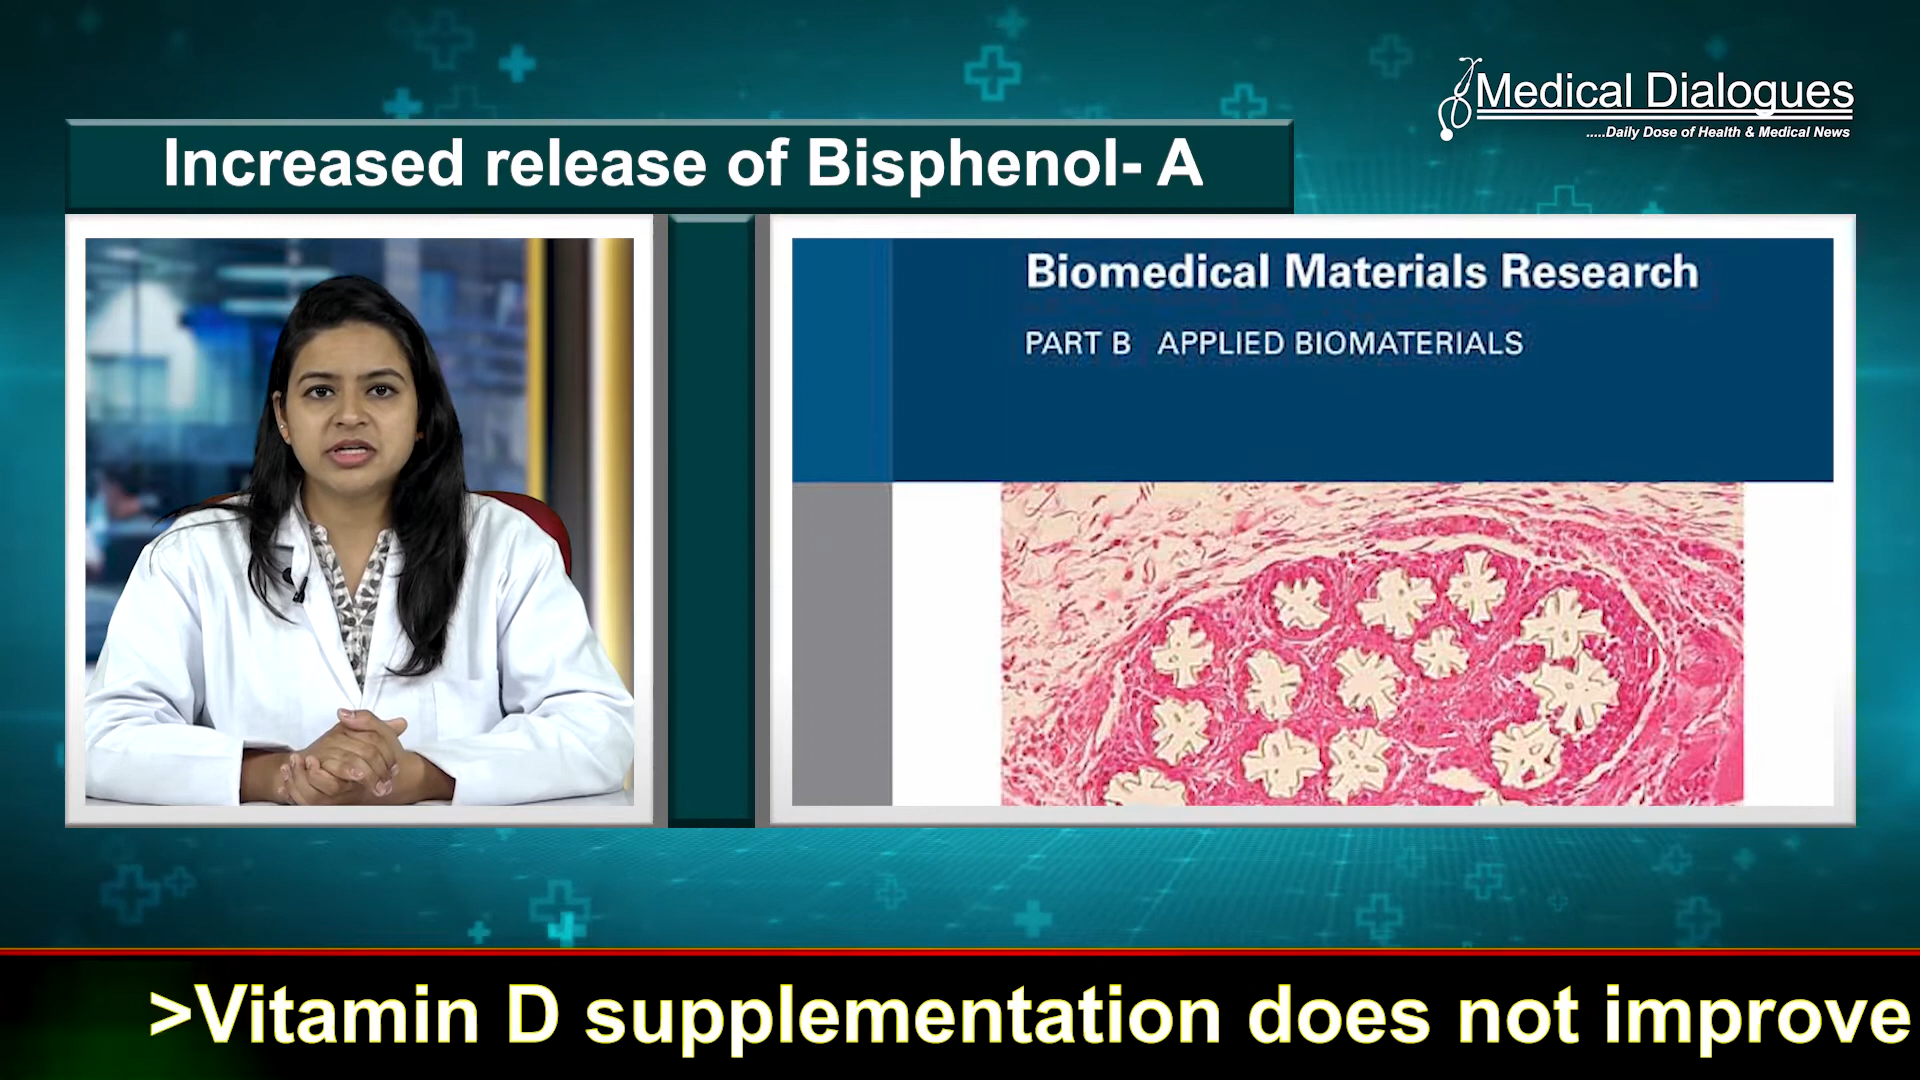 Medical Dialogues
.....Daily Dose of Health & Medical News
Increased release of Bisphenol- A
Biomedical Materials Research
PART B APPLIED BIOMATERIALS
>Vitamin D supplementation does not improve